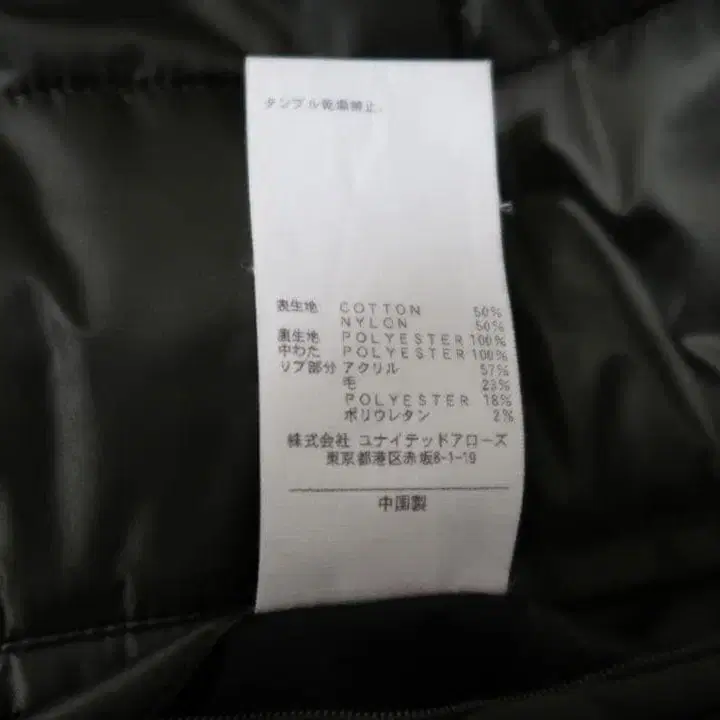 タンブル乾燥禁止
表生地 COTTON 50%
NYLON 50%
裏生地 POLYESTER 100%
中わた POLYESTER 100%
リブ部分 アクリル 57%
毛 23%
POLYESTER 18%
ポリウレタン 2%
株式会社 ユナイテッドアローズ
東京都港区赤坂8-1-19
中国製